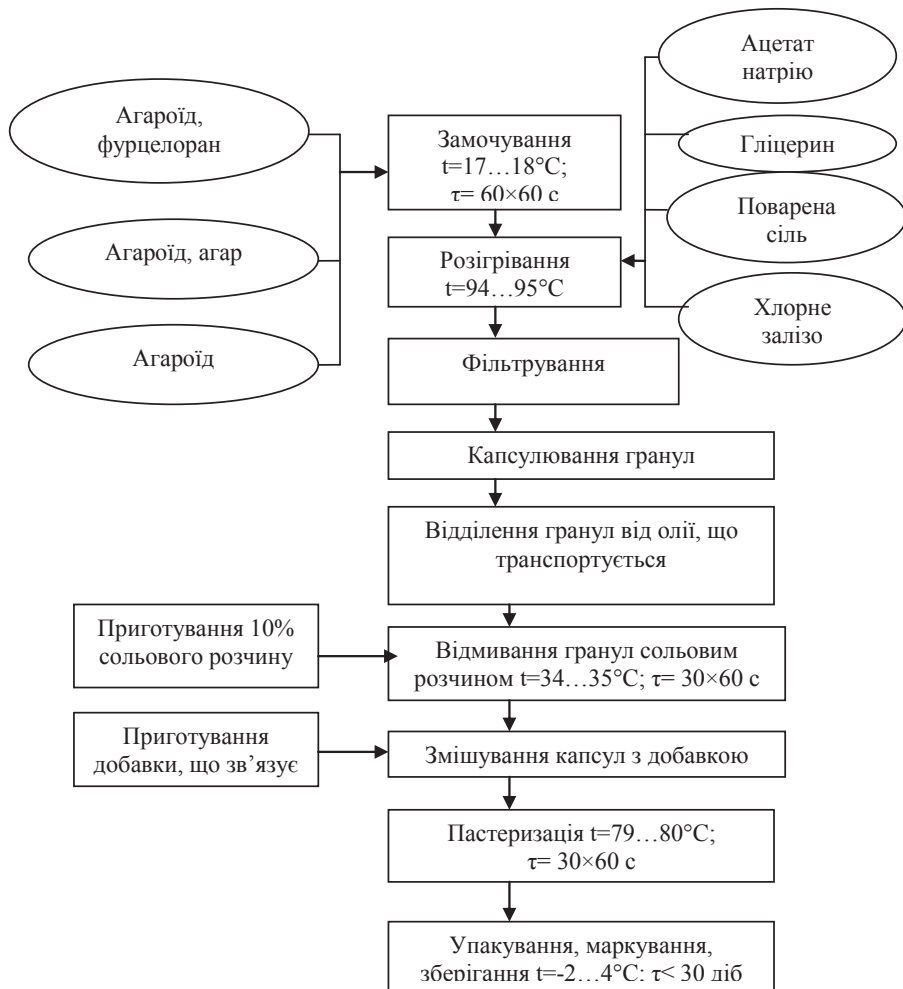 Агароїд,
фурцелоран
Агароїд, агар
Агароїд
Замочування
t=17…18°С;
τ= 60×60 с
Розігрівання
t=94…95°С
Ацетат
натрію
Гліцерин
Поварена
сіль
Хлорне
залізо
Фільтрування
Капсулювання гранул
Відділення гранул від олії, що
транспортується
Приготування 10%
сольового розчину
Відмивання гранул сольовим
розчином t=34…35°С; τ= 30×60 с
Приготування
добавки, що зв’язує
Змішування капсул з добавкою
Пастеризація t=79…80°С;
τ= 30×60 с
Упакування, маркування,
зберігання t=-2…4°С; τ< 30 діб